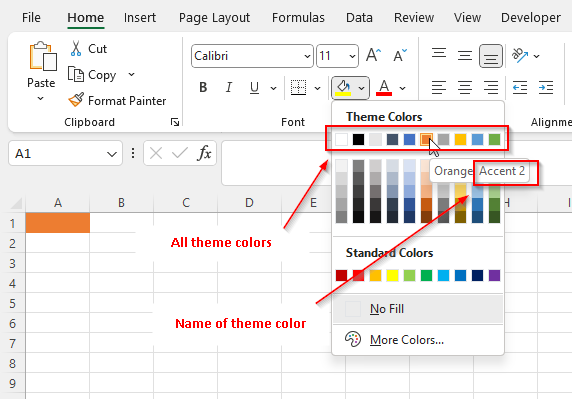 File Home Insert Page Layout Formulas Data Review View Developer
Paste
Cut
Copy
Format Painter
Clipboard
Calibri 11 A A
B I U A
Font
Alignme
Theme Colors
A1 fx
Orange, Accent 2
A B C D E H I
1
2
3
4
5
6
7
8
9
All theme colors
Standard Colors
Name of theme color
No Fill
More Colors...